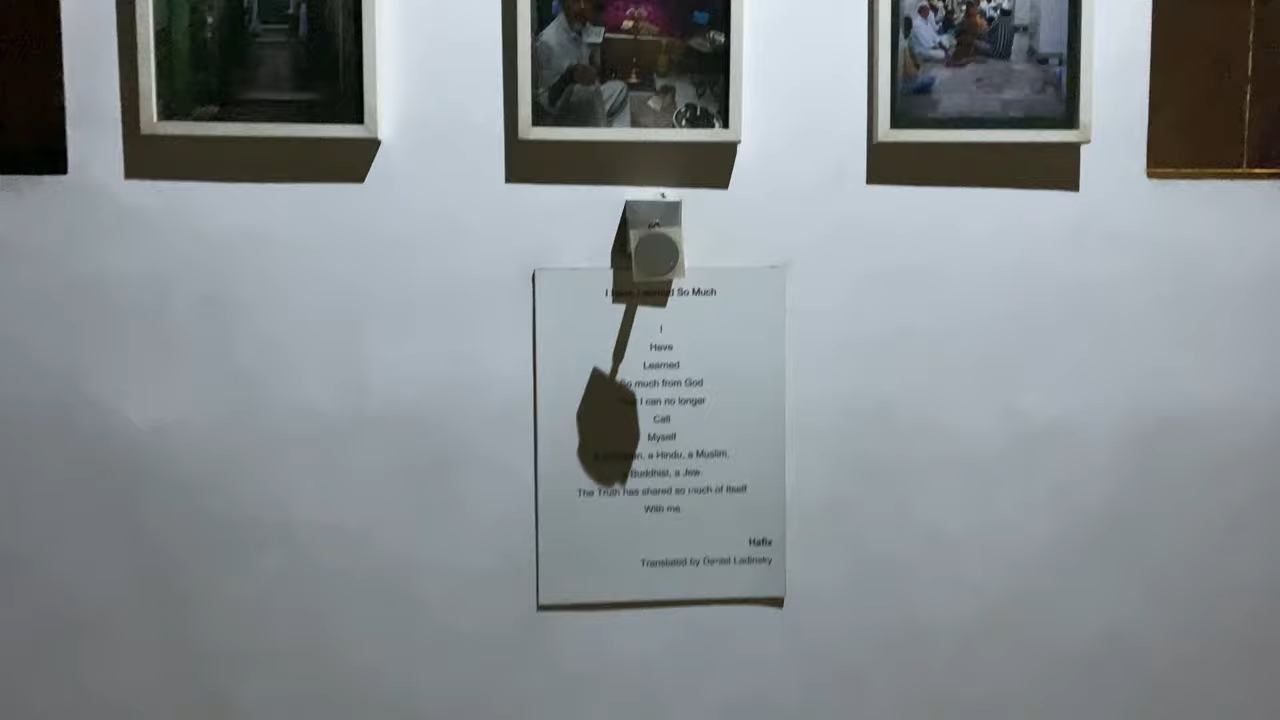 I Learned So Much
I
Have
Learned
So much from God
I can no longer
Call
Myself
a Hindu, a Muslim,
Buddhist, a Jew
The Truth has shared so much of Itself
With me.
Hafiz
Translated by Daniel Ladinsky